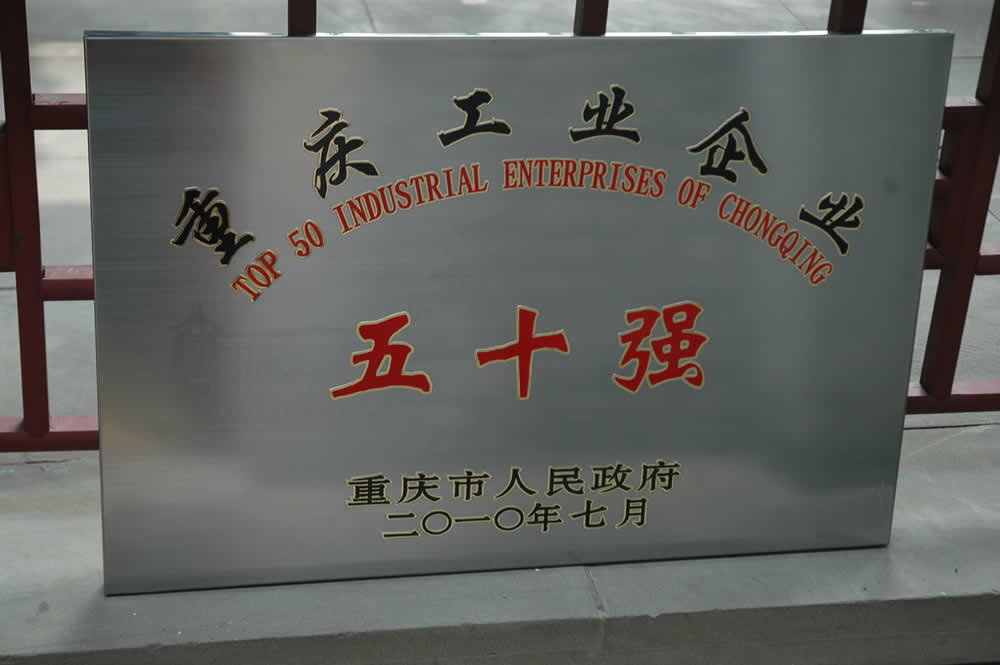 重庆工业企业
TOP 50 INDUSTRIAL ENTERPRISES OF CHONGQING
五十强
重庆市人民政府
二〇一〇年七月